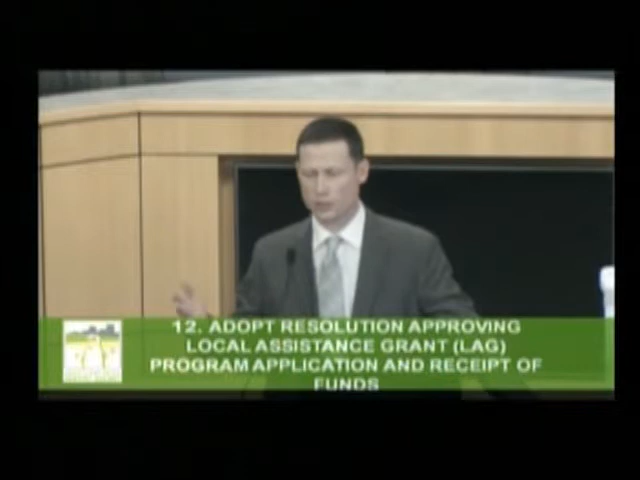 12. ADOPT RESOLUTION APPROVING
LOCAL ASSISTANCE GRANT (LAG)
PROGRAM APPLICATION AND RECEIPT OF
FUNDS